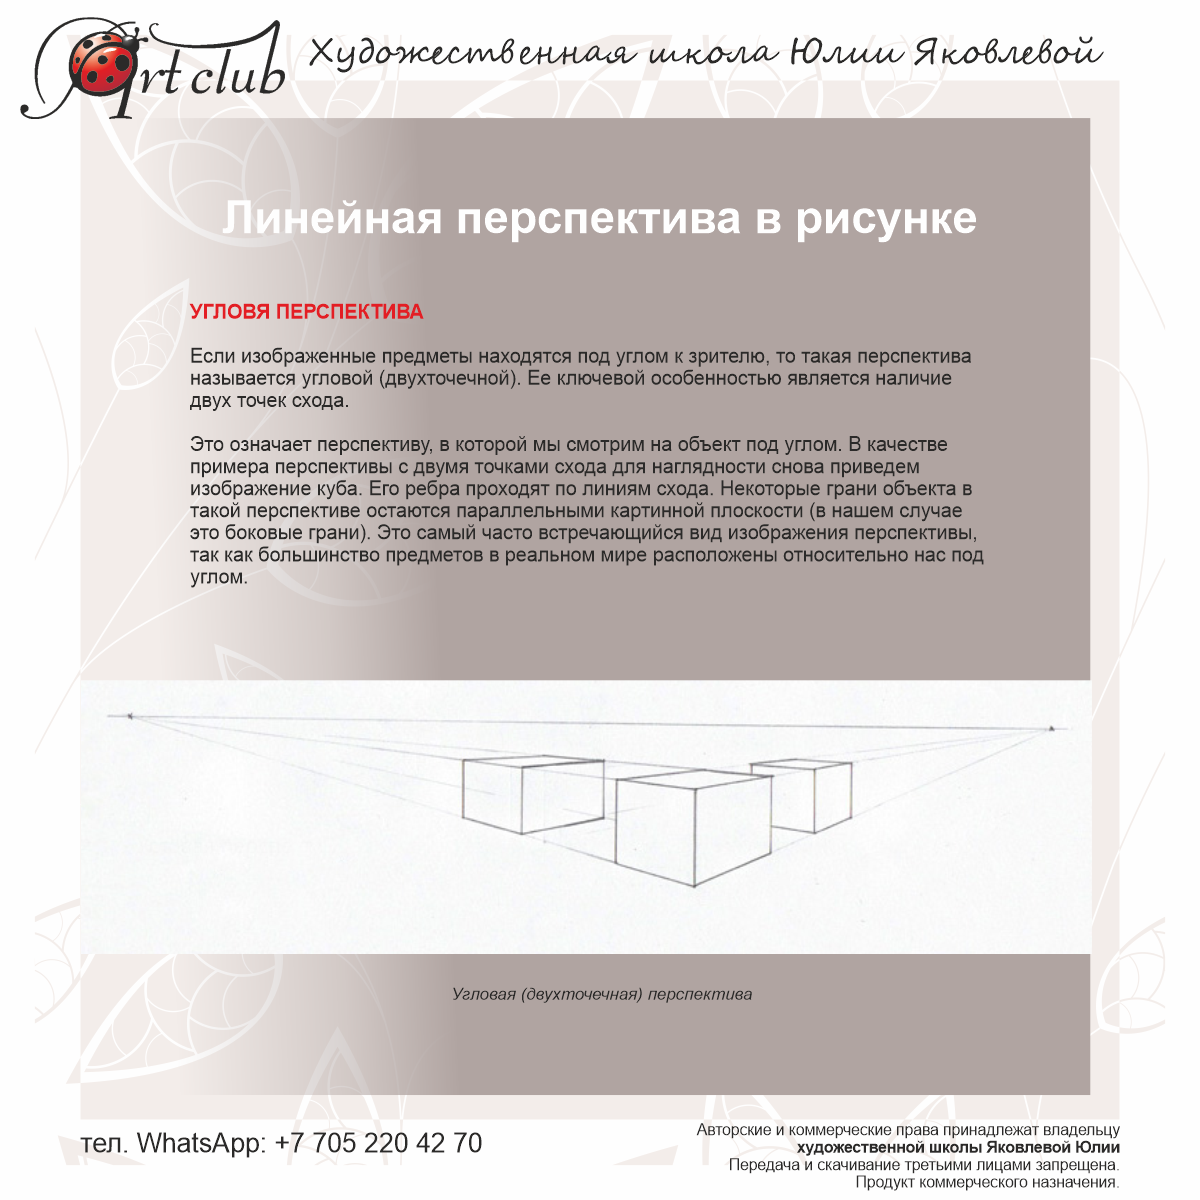 Art club
Художественная школа Юлии Яковлевой
Линейная перспектива в рисунке
УГЛОВЯ ПЕРСПЕКТИВА
Если изображенные предметы находятся под углом к зрителю, то такая перспектива
называется угловой (двухточечной). Ее ключевой особенностью является наличие
двух точек схода.
Это означает перспективу, в которой мы смотрим на объект под углом. В качестве
примера перспективы с двумя точками схода для наглядности снова приведем
изображение куба. Его ребра проходят по линиям схода. Некоторые грани объекта в
такой перспективе остаются параллельными картинной плоскости (в нашем случае
это боковые грани). Это самый часто встречающийся вид изображения перспективы,
так как большинство предметов в реальном мире расположены относительно нас под
углом.
Угловая (двухточечная) перспектива
тел. WhatsApp: +7 705 220 42 70
Авторские и коммерческие права принадлежат владельцу
художественной школы Яковлевой Юлии
Передача и скачивание третьими лицами запрещена.
Продукт коммерческого назначения.